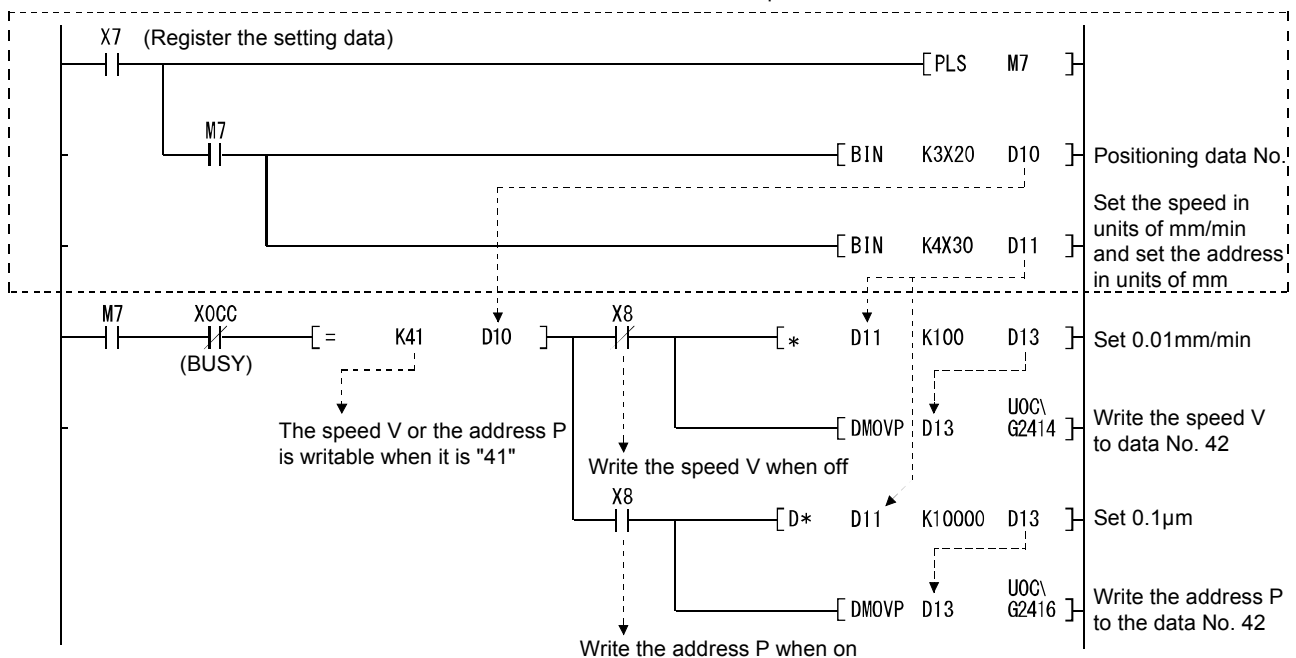 X7 (Register the setting data)
PLS M7
M7
BIN K3X20 D10 Positioning data No.
Set the speed in
units of mm/min
BIN K4X30 D11 and set the address
in units of mm
M7 X0CC X8
= K41 D10 * D11 K100 D13 Set 0.01mm/min
(BUSY)
U0C\
DMOVP D13 G2414 Write the speed V
to data No. 42
The speed V or the address P
is writable when it is "41"
Write the speed V when off
X8
D* D11 K10000 D13 Set 0.1µm
U0C\
DMOVP D13 G2416 Write the address P
to the data No. 42
Write the address P when on